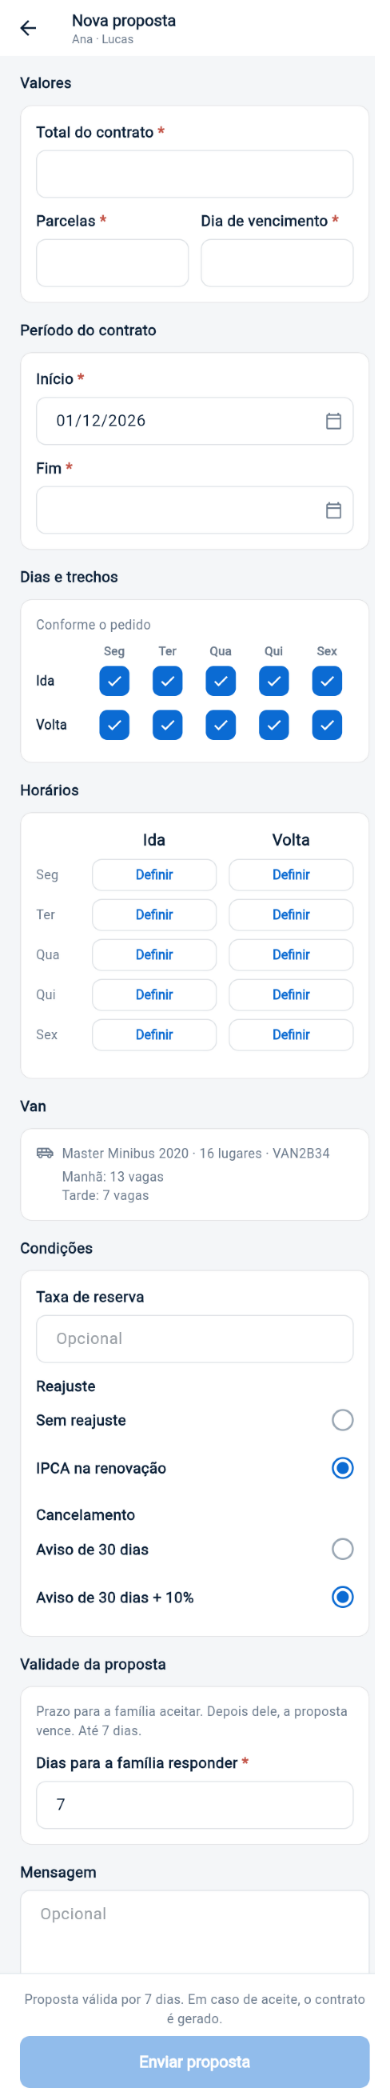 Nova proposta
Ana · Lucas
Valores
Total do contrato *
Parcelas * Dia de vencimento *
Período do contrato
Início *
01/12/2026
Fim *
Dias e trechos
Conforme o pedido
Seg Ter Qua Qui Sex
Ida
Volta
Horários
Ida Volta
Seg Definir Definir
Ter Definir Definir
Qua Definir Definir
Qui Definir Definir
Sex Definir Definir
Van
Master Minibus 2020 · 16 lugares · VAN2B34
Manhã: 13 vagas
Tarde: 7 vagas
Condições
Taxa de reserva
Opcional
Reajuste
Sem reajuste
IPCA na renovação
Cancelamento
Aviso de 30 dias
Aviso de 30 dias + 10%
Validade da proposta
Prazo para a família aceitar. Depois dele, a proposta
vence. Até 7 dias.
Dias para a família responder *
7
Mensagem
Opcional
Proposta válida por 7 dias. Em caso de aceite, o contrato
é gerado.
Enviar proposta